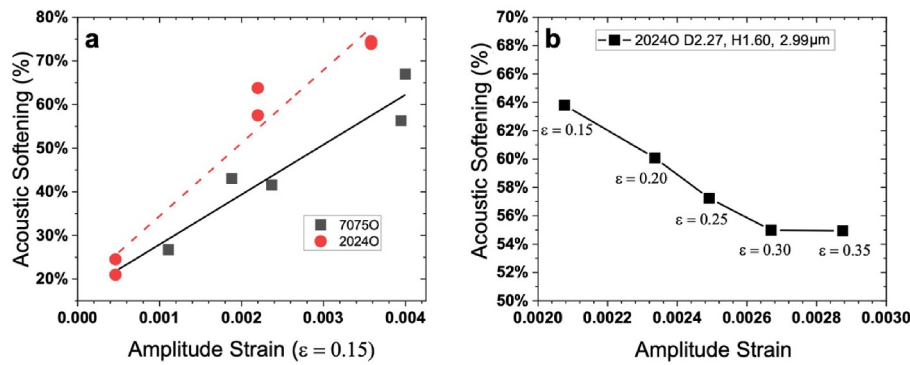 a
Acoustic Softening (%)
80%
70%
60%
50%
40%
30%
20%
7075O
2024O
0.000 0.001 0.002 0.003 0.004
Amplitude Strain (ε = 0.15)
b
Acoustic Softening (%)
70%
68%
66%
64%
62%
60%
58%
56%
54%
52%
50%
2024O D2.27, H1.60, 2.99μm
ε = 0.15
ε = 0.20
ε = 0.25
ε = 0.30
ε = 0.35
0.0020 0.0022 0.0024 0.0026 0.0028 0.0030
Amplitude Strain